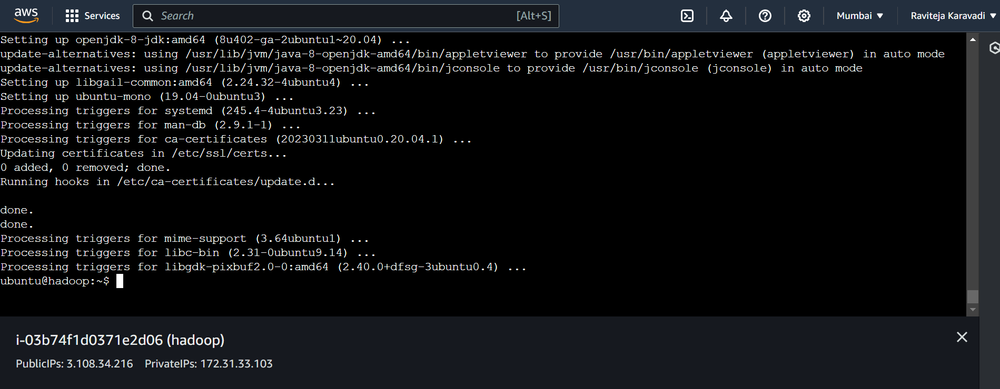 aws Services Search [Alt+S] Mumbai ▼ Raviteja Karavadi ▼
Setting up openjdk-8-jdk:amd64 (8u402-ga-2ubuntu1~20.04) ...
update-alternatives: using /usr/lib/jvm/java-8-openjdk-amd64/bin/appletviewer to provide /usr/bin/appletviewer (appletviewer) in auto mode
update-alternatives: using /usr/lib/jvm/java-8-openjdk-amd64/bin/jconsole to provide /usr/bin/jconsole (jconsole) in auto mode
Setting up libgail-common:amd64 (2.24.32-4ubuntu4) ...
Setting up ubuntu-mono (19.04-0ubuntu3) ...
Processing triggers for systemd (245.4-4ubuntu3.23) ...
Processing triggers for man-db (2.9.1-1) ...
Processing triggers for ca-certificates (20230311ubuntu0.20.04.1) ...
Updating certificates in /etc/ssl/certs...
0 added, 0 removed; done.
Running hooks in /etc/ca-certificates/update.d...
done.
done.
Processing triggers for mime-support (3.64ubuntu1) ...
Processing triggers for libc-bin (2.31-0ubuntu9.14) ...
Processing triggers for libgdk-pixbuf2.0-0:amd64 (2.40.0+dfsg-3ubuntu0.4) ...
ubuntu@hadoop:~$
i-03b74f1d0371e2d06 (hadoop)
PublicIPs: 3.108.34.216 PrivateIPs: 172.31.33.103